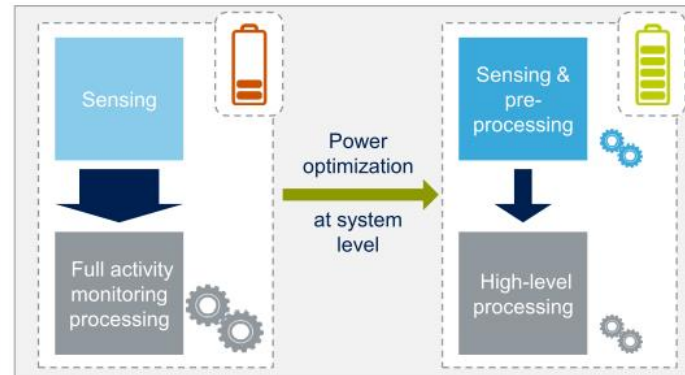 Sensing
Full activity
monitoring
processing
Power
optimization
at system
level
Sensing &
pre-
processing
High-level
processing